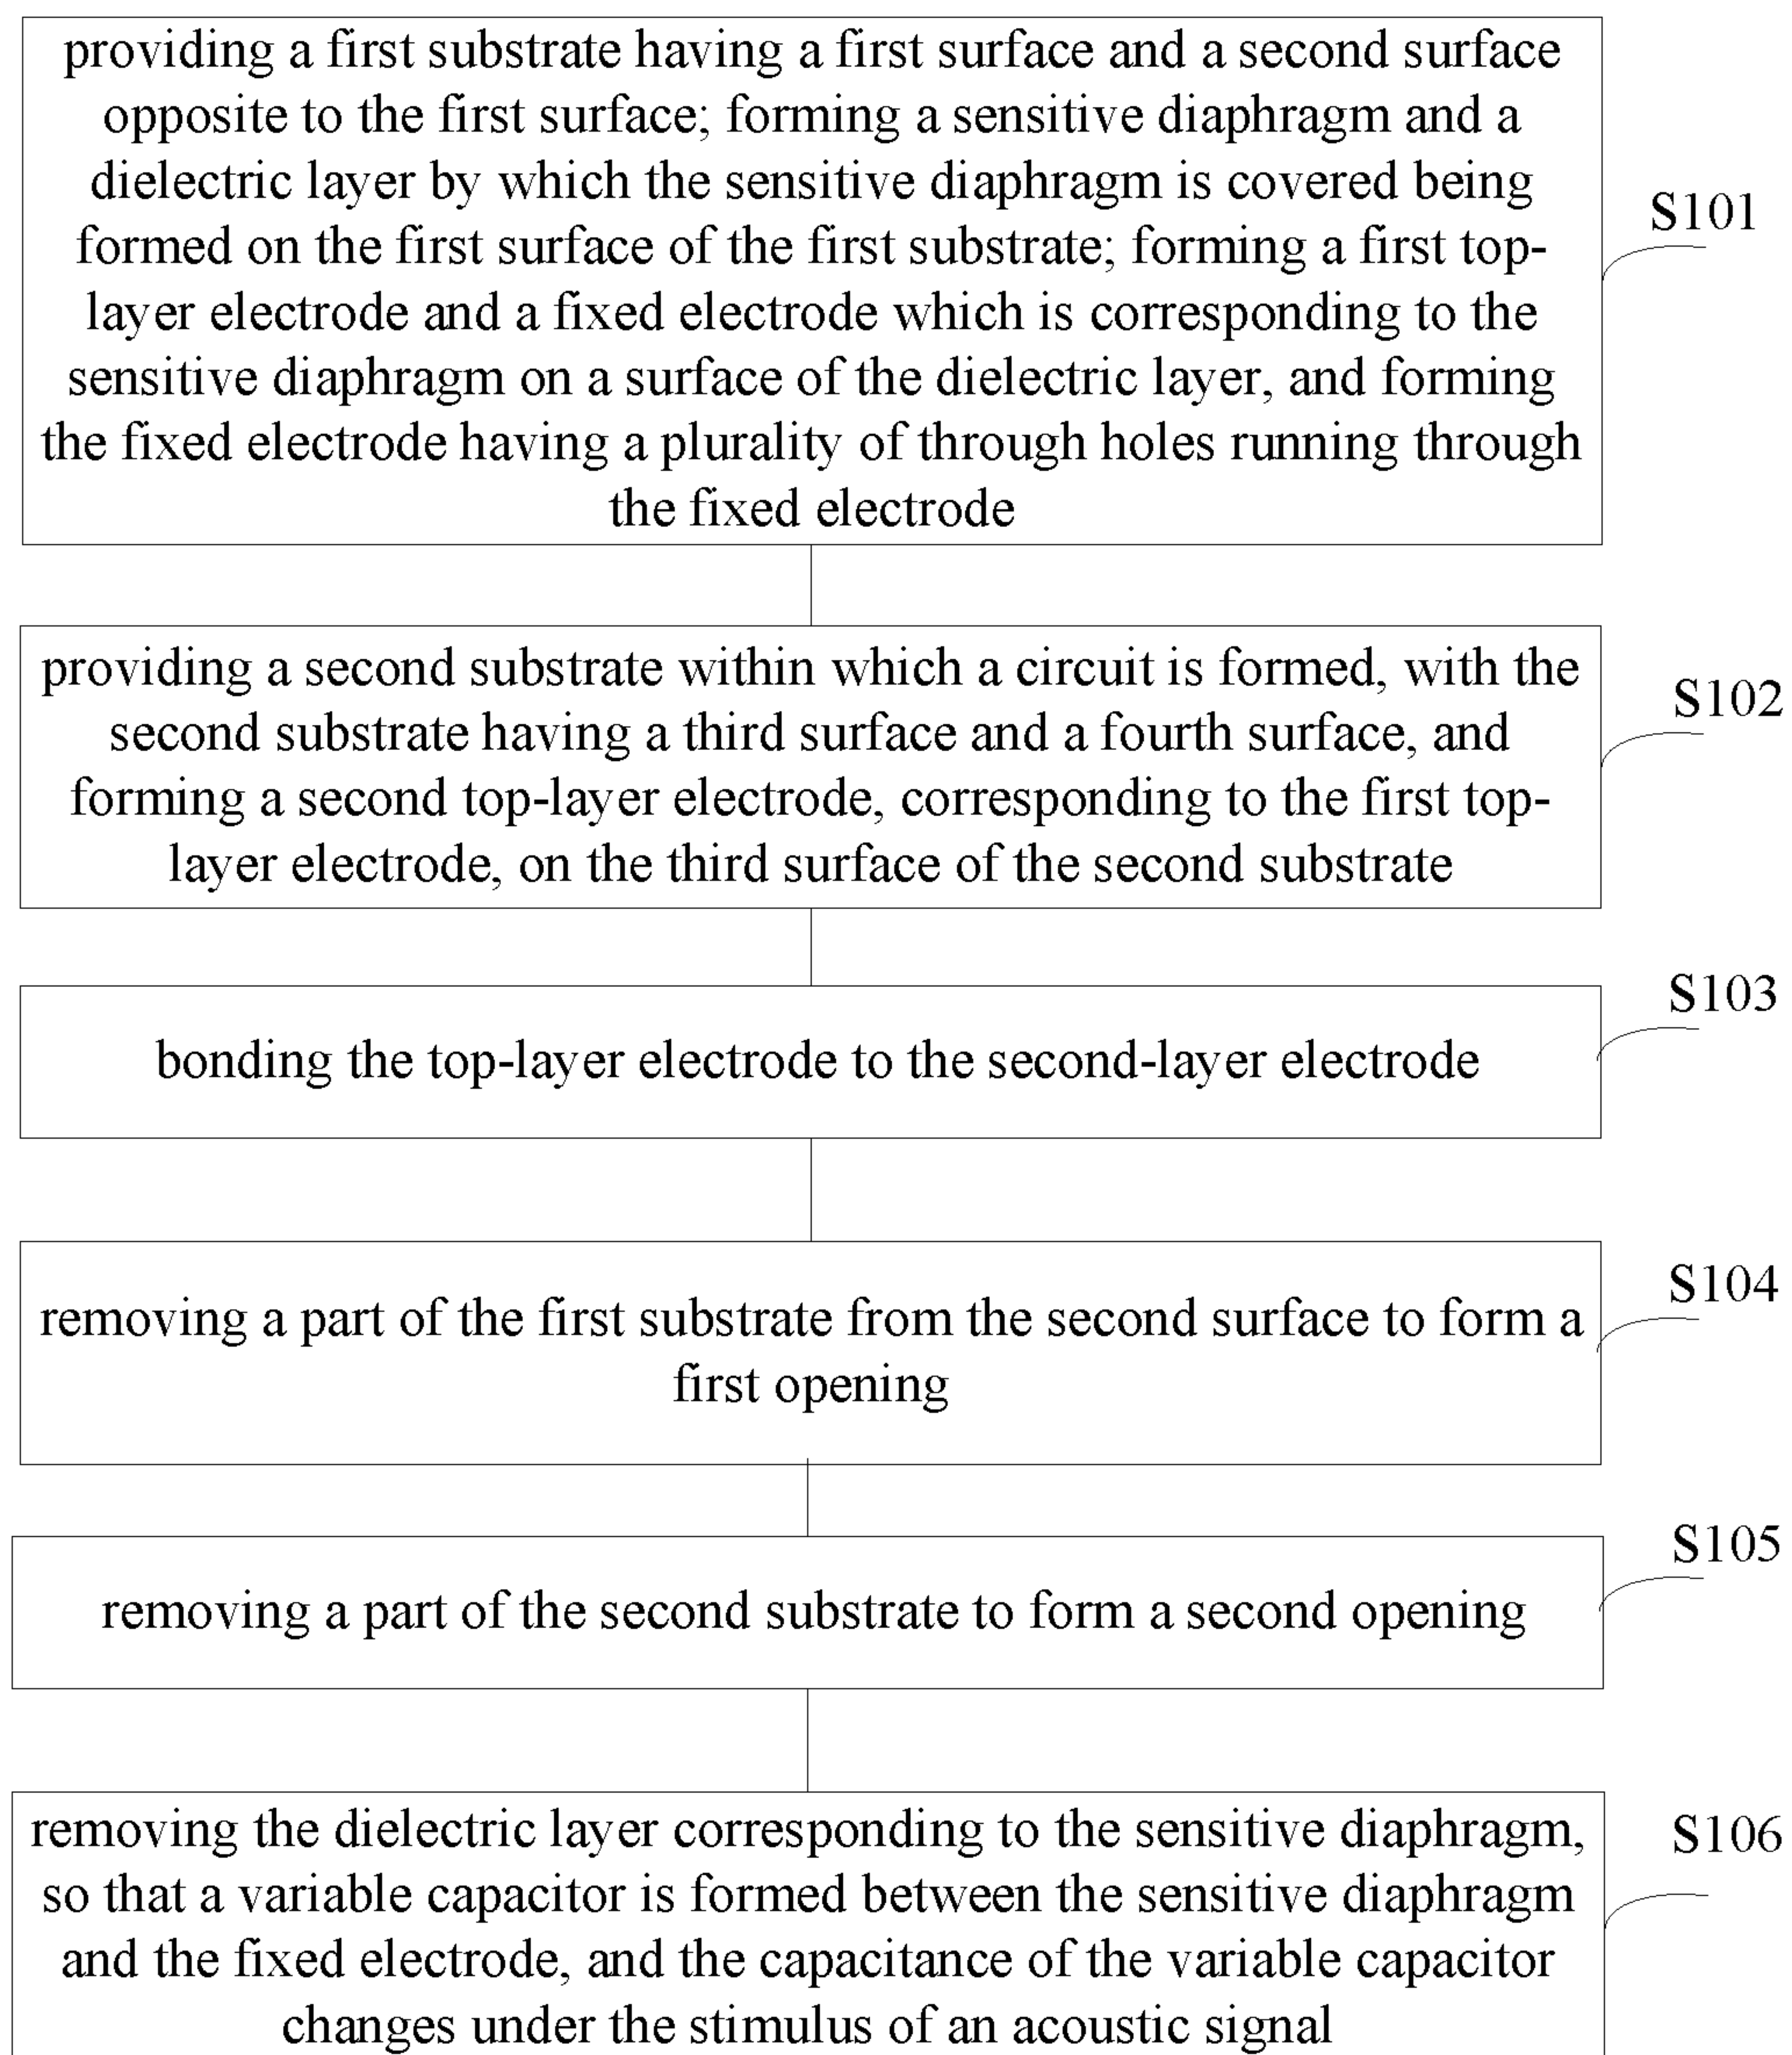 providing a first substrate having a first surface and a second surface
opposite to the first surface; forming a sensitive diaphragm and a
dielectric layer by which the sensitive diaphragm is covered being
formed on the first surface of the first substrate; forming a first top-
layer electrode and a fixed electrode which is corresponding to the
sensitive diaphragm on a surface of the dielectric layer, and forming
the fixed electrode having a plurality of through holes running through
the fixed electrode
S101
providing a second substrate within which a circuit is formed, with the
second substrate having a third surface and a fourth surface, and
forming a second top-layer electrode, corresponding to the first top-
layer electrode, on the third surface of the second substrate
S102
bonding the top-layer electrode to the second-layer electrode
S103
removing a part of the first substrate from the second surface to form a
first opening
S104
removing a part of the second substrate to form a second opening
S105
removing the dielectric layer corresponding to the sensitive diaphragm,
so that a variable capacitor is formed between the sensitive diaphragm
and the fixed electrode, and the capacitance of the variable capacitor
changes under the stimulus of an acoustic signal
S106